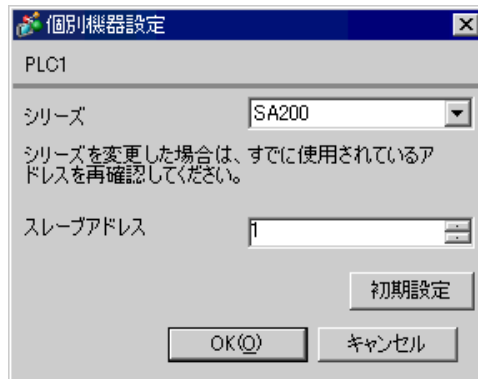 個別機器設定
PLC1
シリーズ
SA200
シリーズを変更した場合は、すでに使用されているア
ドレスを再確認してください。
スレーブアドレス
1
初期設定
OK(O)
キャンセル